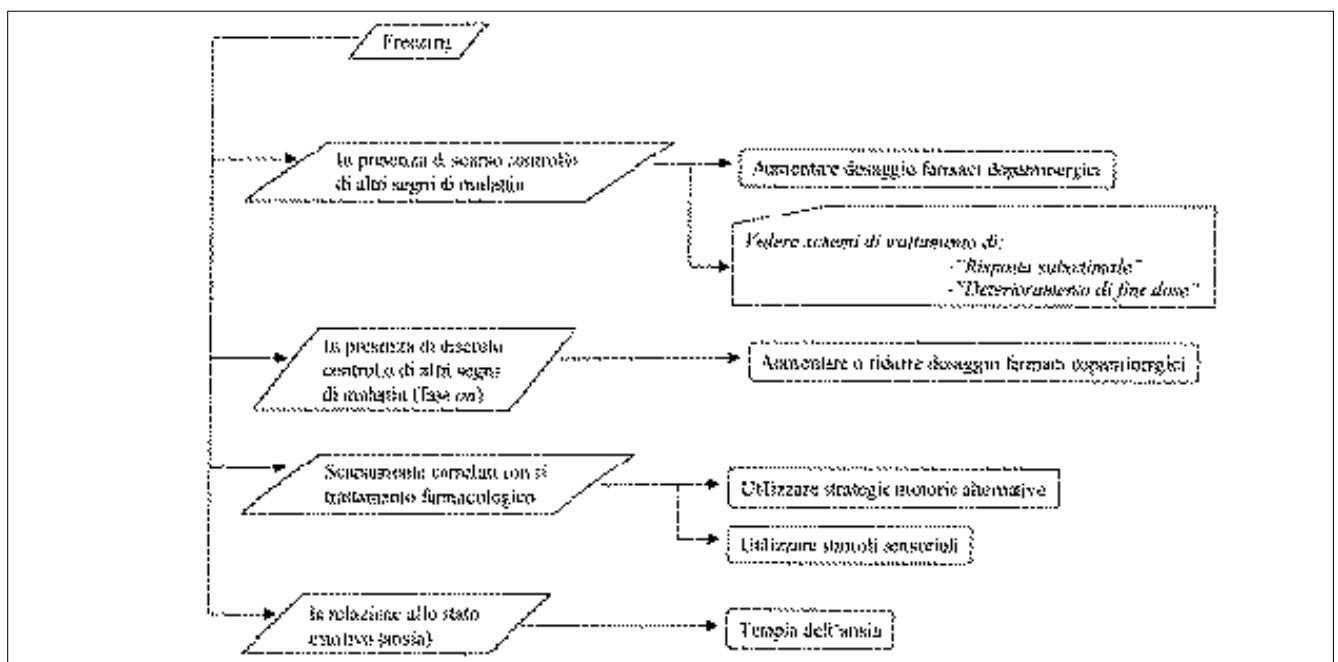 Freezing
In presenza di scarso controllo
di altri segni di malattia
Aumentare dosaggio farmaci dopaminergici
Vedere schemi di trattamento di:
-"Risposta subottimale"
-"Deterioramento di fine dose"
In presenza di discreto
controllo di altri segni
di malattia (fase on)
Aumentare o ridurre dosaggio farmaci dopaminergici
Scarsamente correlati con il
trattamento farmacologico
Utilizzare strategie motorie alternative
Utilizzare stimoli sensoriali
In relazione allo stato
emotivo (ansia)
Terapia dell'ansia